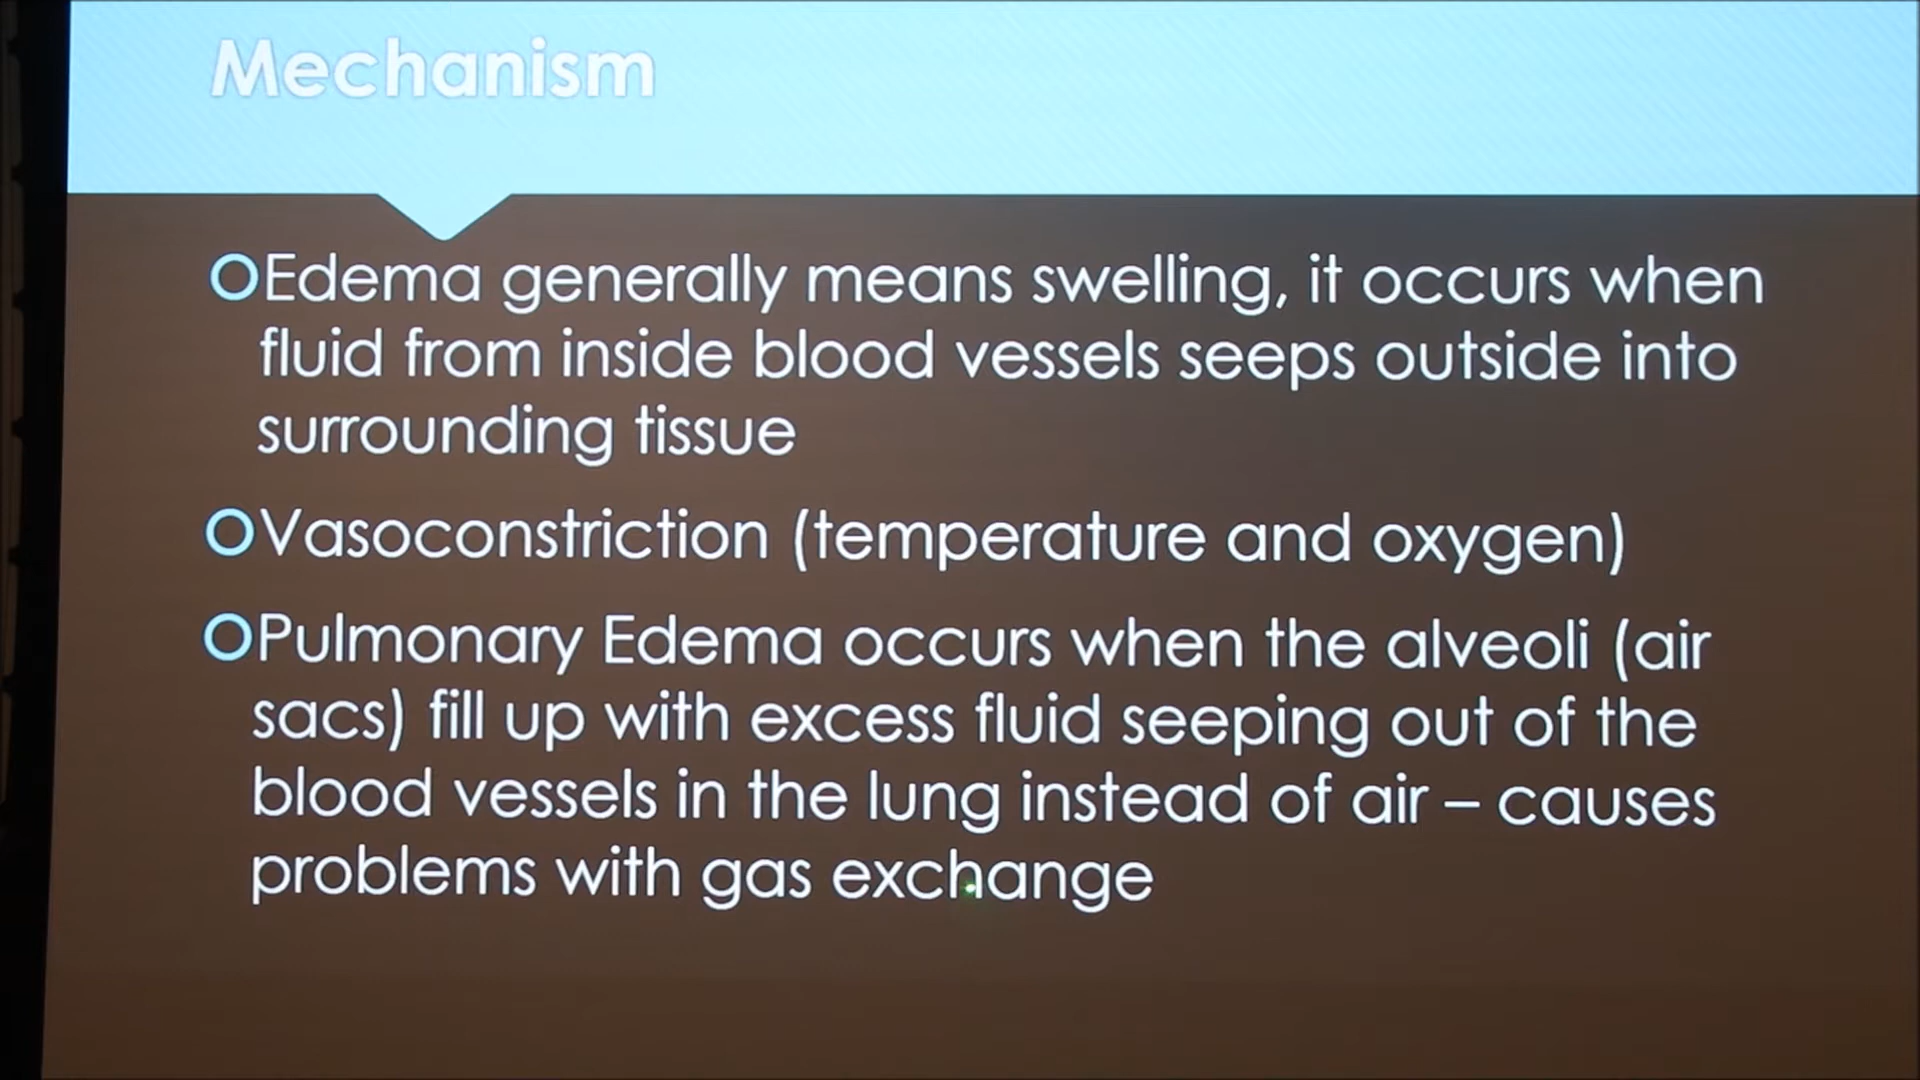 Mechanism
Edema generally means swelling, it occurs when
fluid from inside blood vessels seeps outside into
surrounding tissue
Vasoconstriction (temperature and oxygen)
Pulmonary Edema occurs when the alveoli (air
sacs) fill up with excess fluid seeping out of the
blood vessels in the lung instead of air – causes
problems with gas exchange